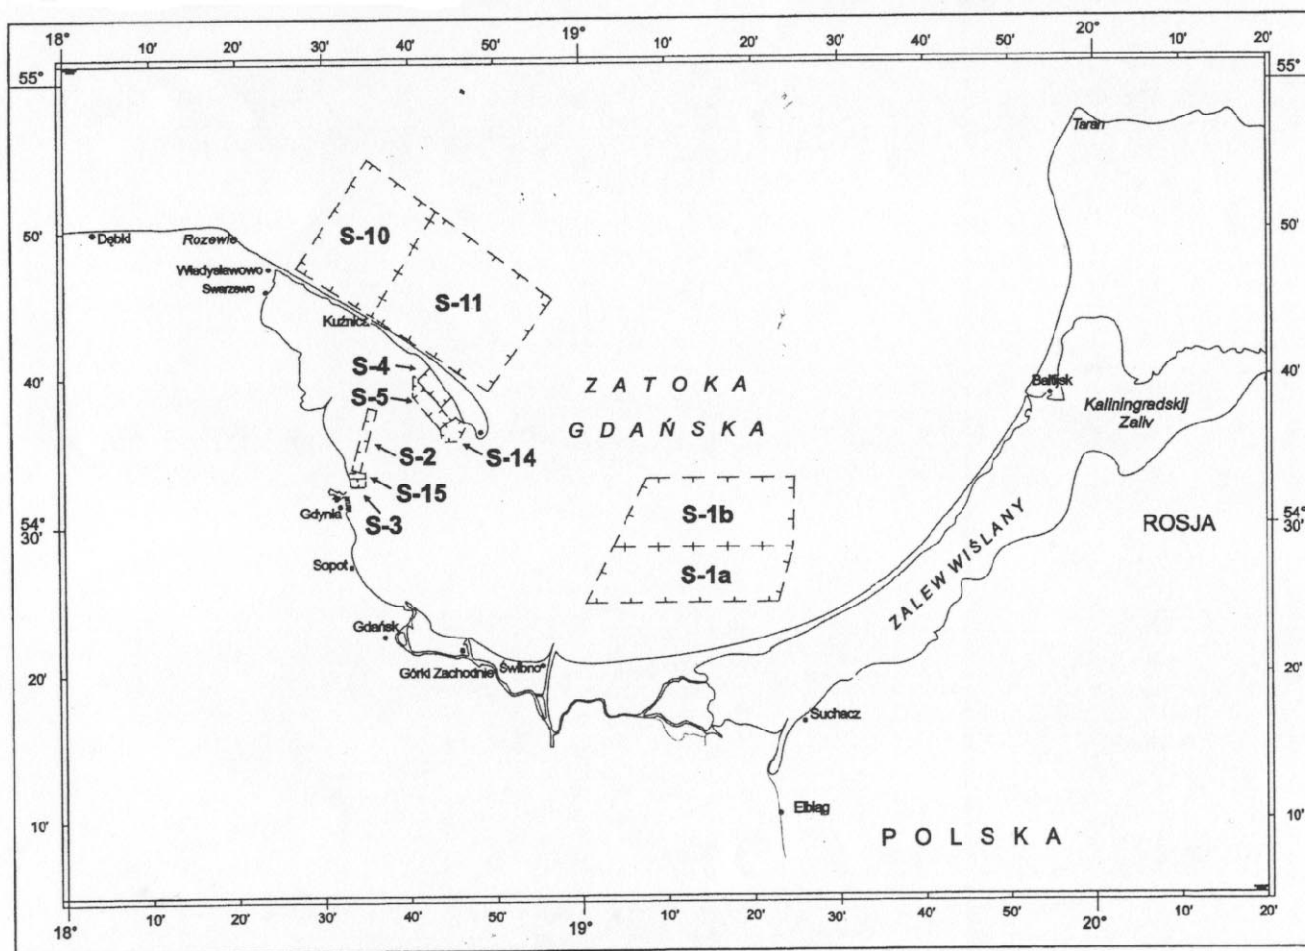 18° 10' 20' 30' 40' 50' 19° 10' 20' 30' 40' 50' 20° 10' 20'
55° 55°
Taran
50' Dębki Rozewie S-10 50'
Władysławowo
Swarzewo
S-11
Kuźnica
S-4
40' ZATOKA Bałtijsk 40'
S-5
Kaliningradskij
Zaliv
GDAŃSKA
S-2 S-14
S-15
Gdynia S-3 S-1b ROSJA
54° 54°
30' 30'
Sopot S-1a ZALEW WIŚLANY
Gdańsk
Górki Zachodnie Świbno
20' 20'
Suchacz
10' Elbląg 10'
POLSKA
18° 10' 20' 30' 40' 50' 19° 10' 20' 30' 40' 50' 20° 10' 20'